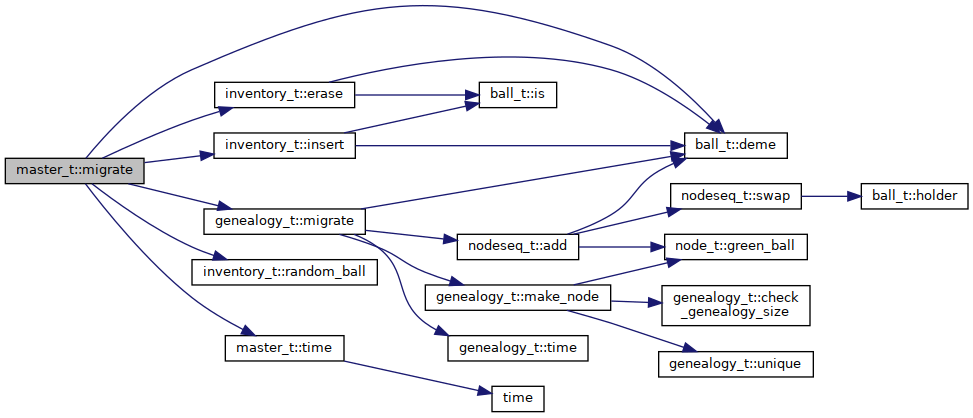 master_t::migrate
inventory_t::erase
inventory_t::insert
genealogy_t::migrate
inventory_t::random_ball
master_t::time
ball_t::is
nodeseq_t::add
genealogy_t::make_node
genealogy_t::time
time
ball_t::deme
nodeseq_t::swap
node_t::green_ball
genealogy_t::check
_genealogy_size
genealogy_t::unique
ball_t::holder